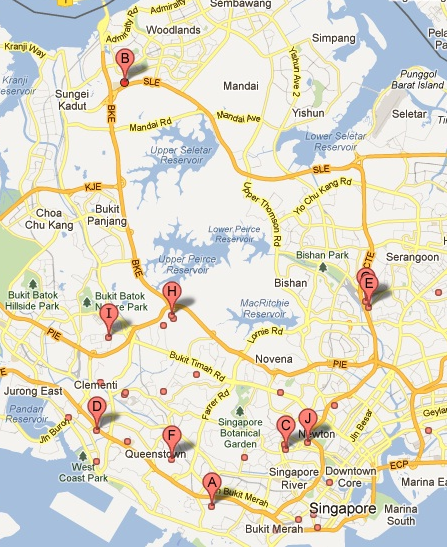 Sembawang
Admiralty Rd
Admiralty
Woodlands
Kranji Way
Simpang
B
SLE
Kranji
Reservoir
Sungei
Kadut
Mandai
Yishun Ave 2
Punggol
Barat Island
BKE
Mandai Rd
Mandai Ave
Yishun
Seletar
Upper Seletar
Reservoir
Lower Seletar
Reservoir
SLE
KJE
Upper Thomson Rd
Yio Chu Kang Rd
Choa
Chu Kang
Bukit
Panjang
Lower Peirce
Reservoir
Upper Peirce
Reservoir
Bishan Park
CTE
Serangoon
BKE
Bishan
E
H
Bukit Batok
Hillside Park
Bukit Batok
Nature Park
MacRitchie
Reservoir
I
PIE
Lornie Rd
Novena
PIE
Bukit Timah Rd
Jurong East
Clementi
Pandan
Reservoir
Farrer Rd
D
Jln Buroh
Singapore
Botanical
Garden
Jln Besar
Geylang
F
C
J
Newton
Queenstown
West
Coast Park
Singapore
River
Downtown
Core
ECP
Marina East
A
Jln Bukit Merah
Singapore
Bukit Merah
Marina
South